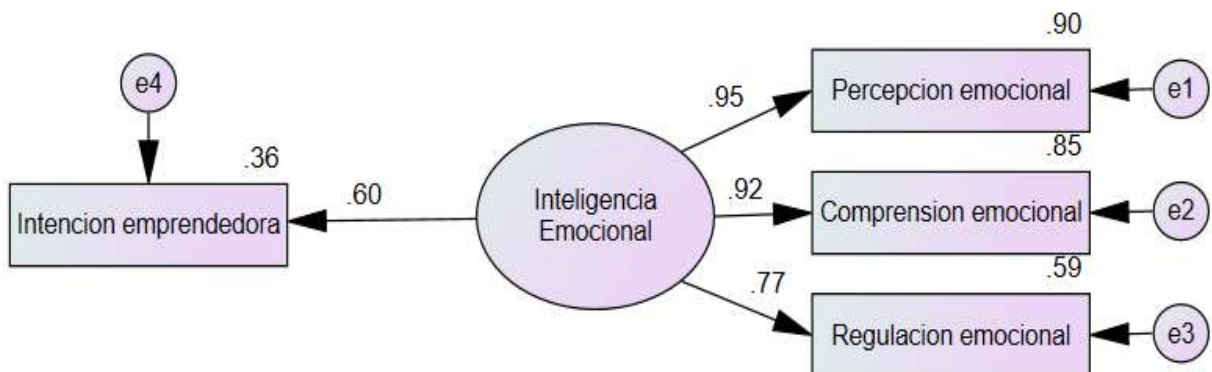 .90
e4
Percepcion emocional
e1
.95
.85
.36
.60
Inteligencia
Emocional
.92
Comprension emocional
e2
Intencion emprendedora
.59
.77
Regulacion emocional
e3